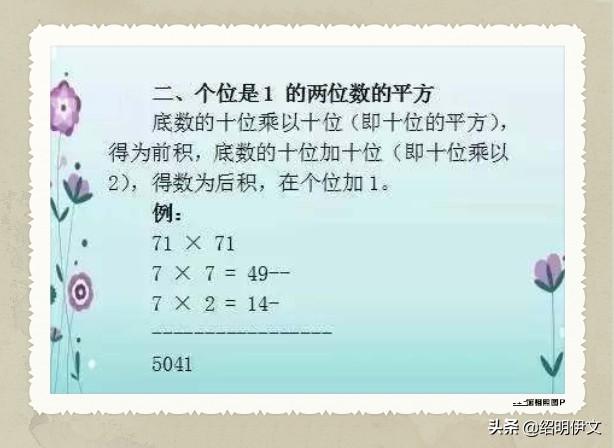 二、个位是1 的两位数的平方
底数的十位乘以十位（即十位的平方），
得为前积，底数的十位加十位（即十位乘以
2），得数为后积，在个位加1。
例：
71 × 71
7 × 7 = 49--
7 × 2 = 14-
-----------------
5041
头条 @绍明伊文